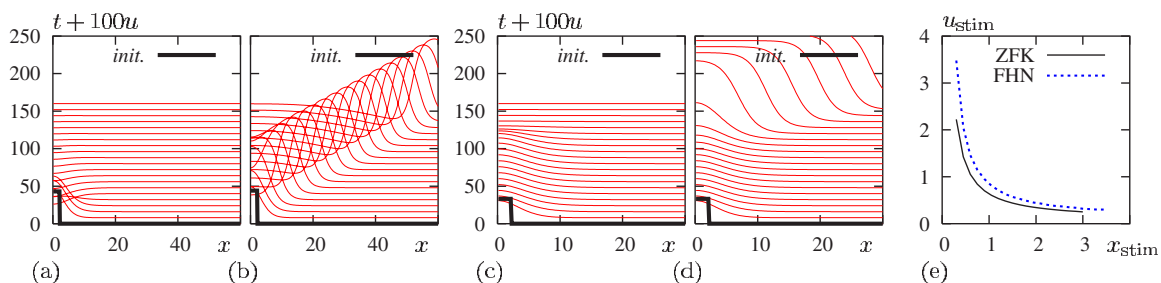 t + 100u
250
200
150
100
50
0
init.
0 20 40 x
(a)
init.
0 20 40 x
(b)
t + 100u
250
200
150
100
50
0
init.
0 10 20 x
(c)
init.
0 10 20 x
(d)
u_stim
4
3
2
1
0
ZFK
FHN
0 1 2 3 x_stim
(e)